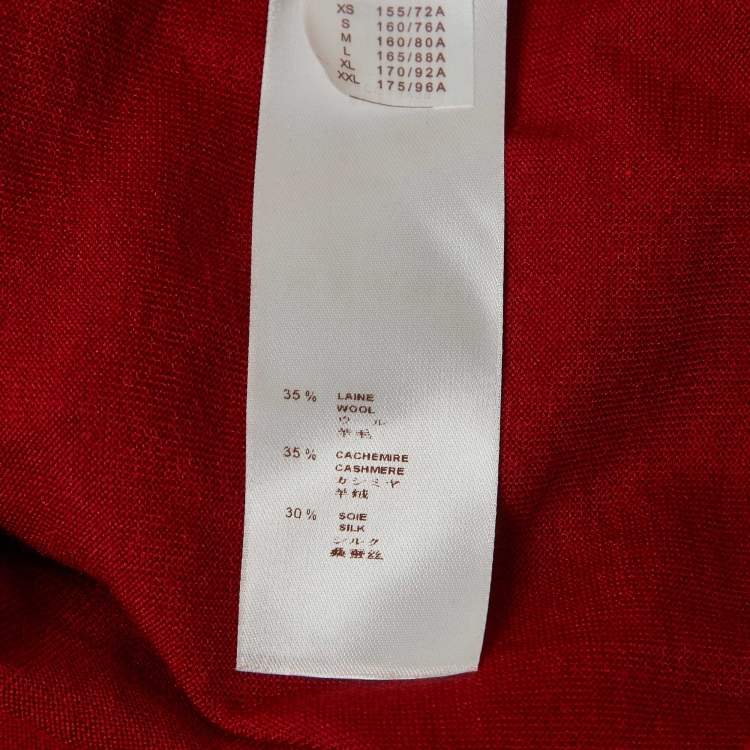 XS 155/72A
S 160/76A
M 160/80A
L 165/88A
XL 170/92A
XXL 175/96A
35% LAINE
WOOL
ウール
羊毛
35% CACHEMIRE
CASHMERE
カシミヤ
羊絨
30% SOIE
SILK
シルク
桑蚕丝